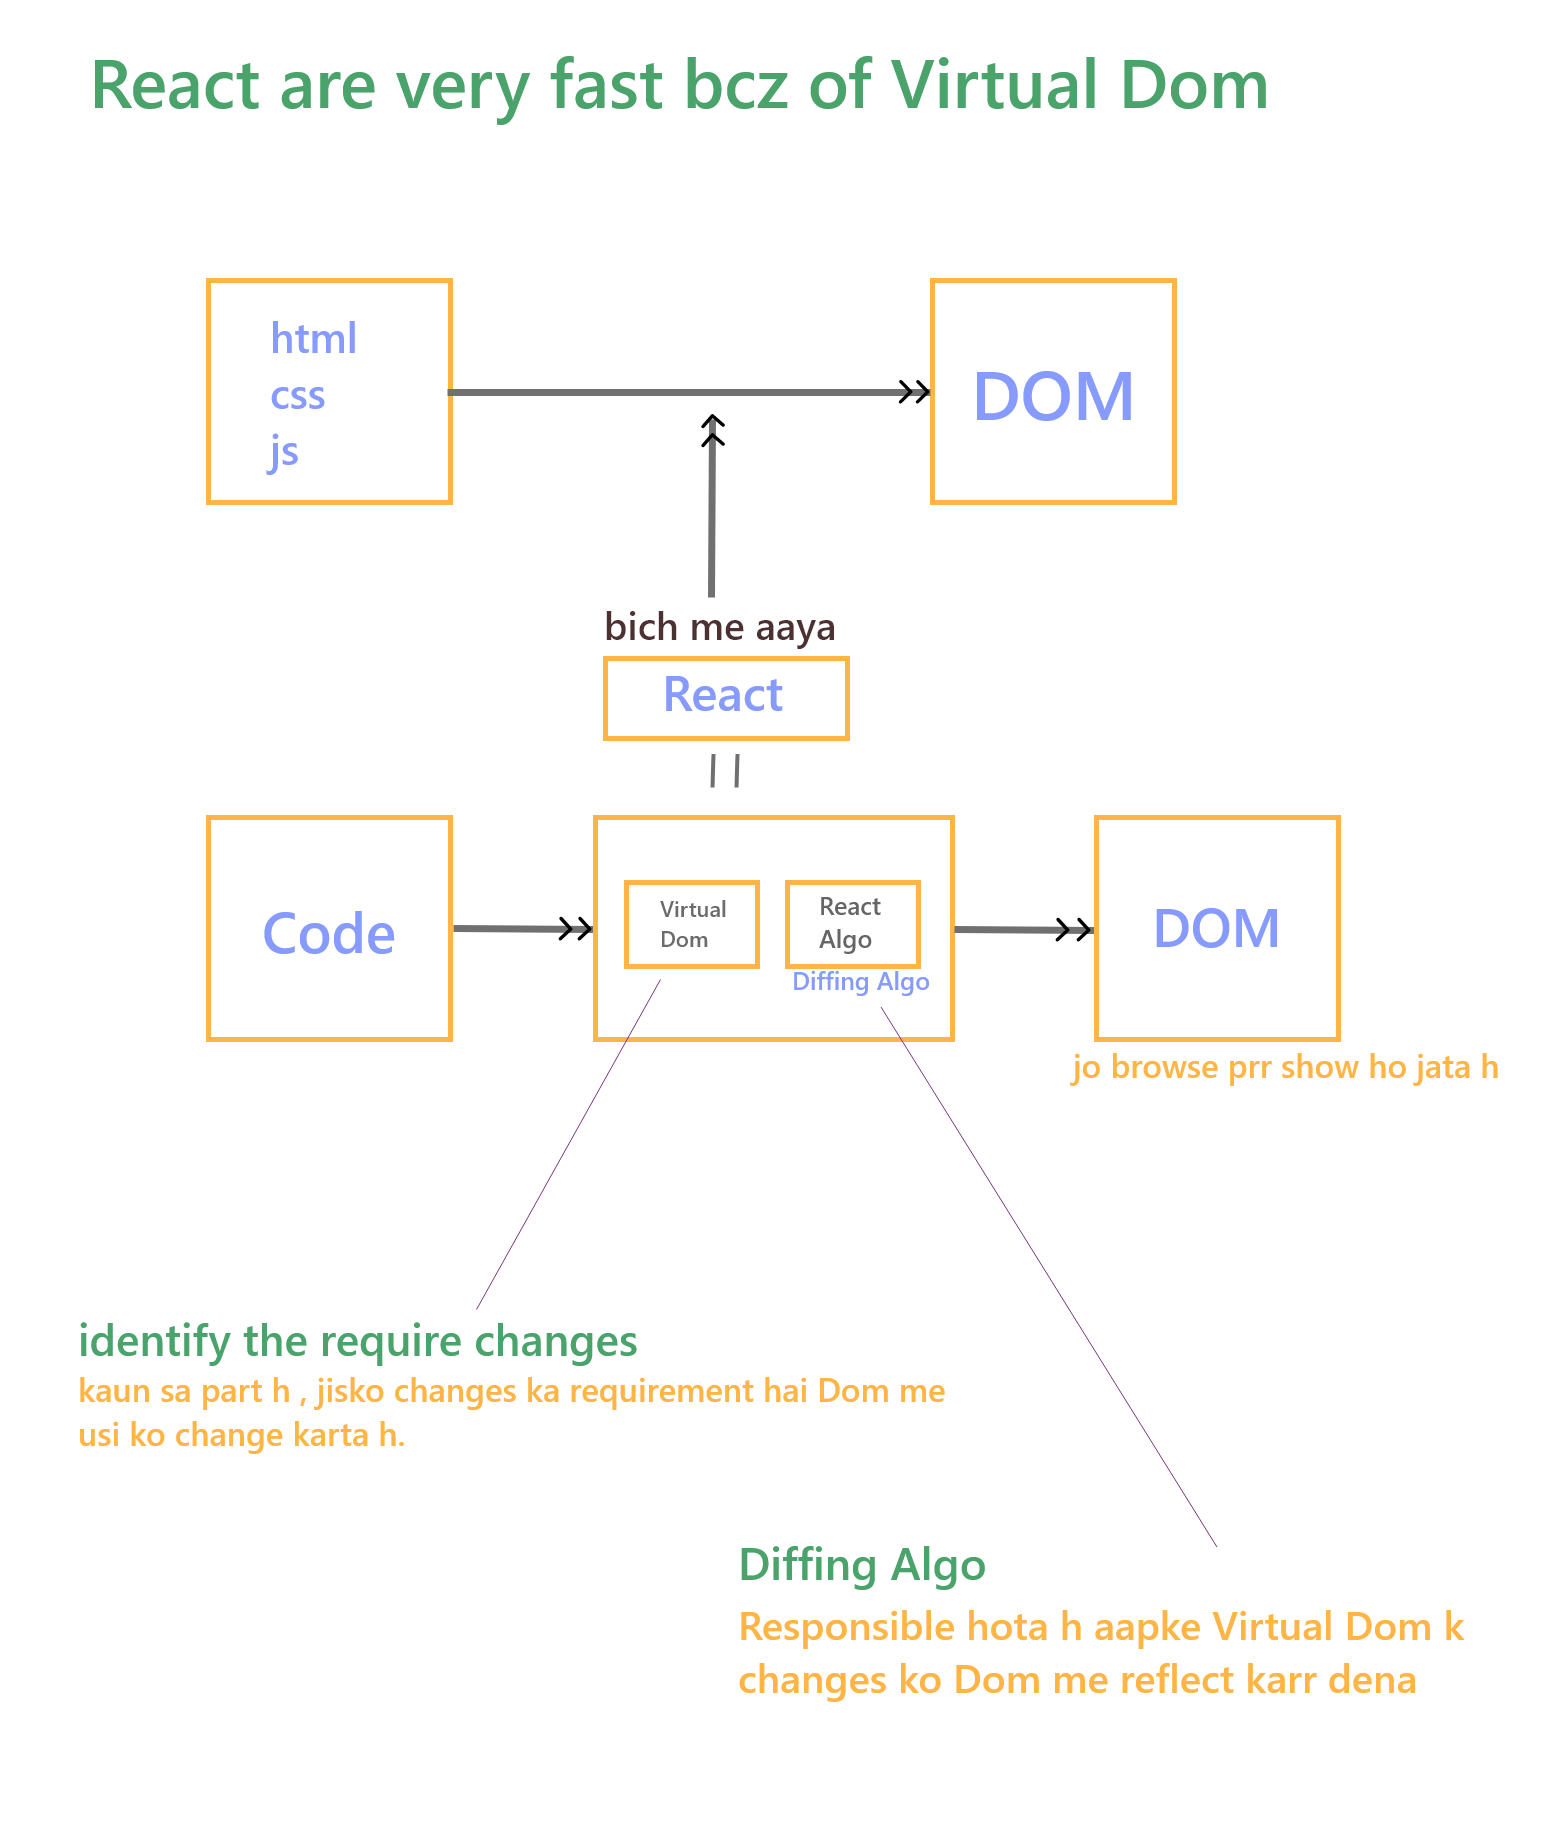 React are very fast bcz of Virtual Dom
html
css
js
DOM
bich me aaya
React
Code
Virtual
Dom
React
Algo
Diffing Algo
DOM
jo browse prr show ho jata h
identify the require changes
kaun sa part h , jisko changes ka requirement hai Dom me
usi ko change karta h.
Diffing Algo
Responsible hota h aapke Virtual Dom k
changes ko Dom me reflect karr dena